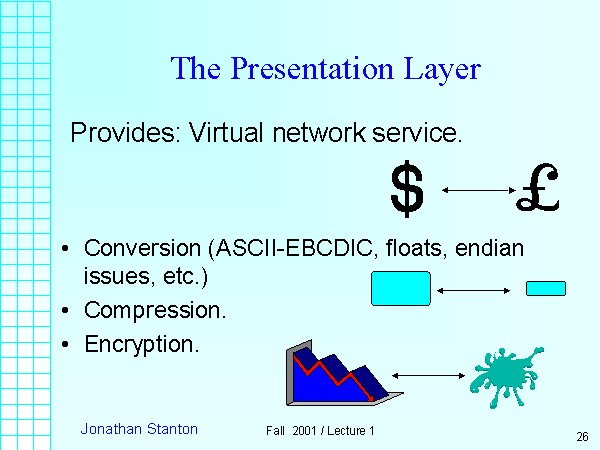 The Presentation Layer
Provides: Virtual network service.
$ £
• Conversion (ASCII-EBCDIC, floats, endian
issues, etc.)
• Compression.
• Encryption.
Jonathan Stanton
Fall 2001 / Lecture 1
26